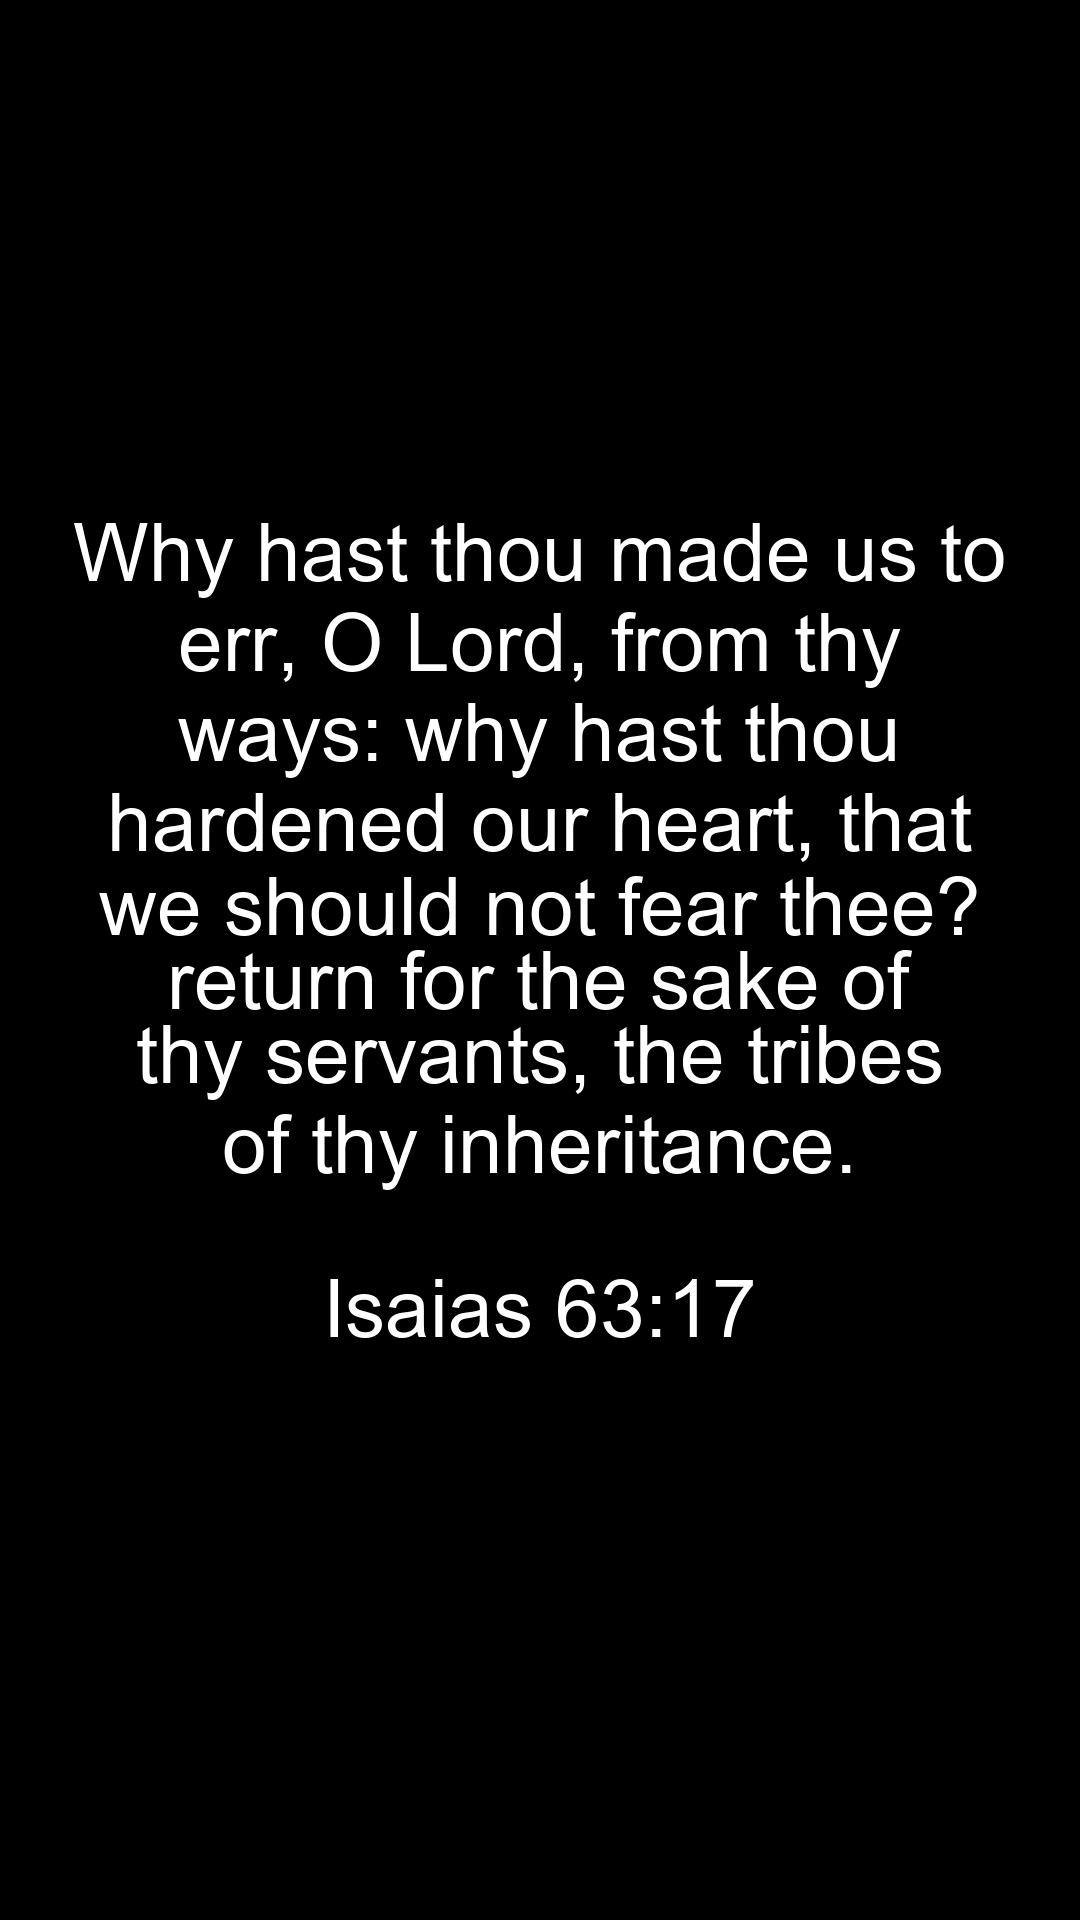 Why hast thou made us to
err, O Lord, from thy
ways: why hast thou
hardened our heart, that
we should not fear thee?
return for the sake of
thy servants, the tribes
of thy inheritance.
Isaias 63:17